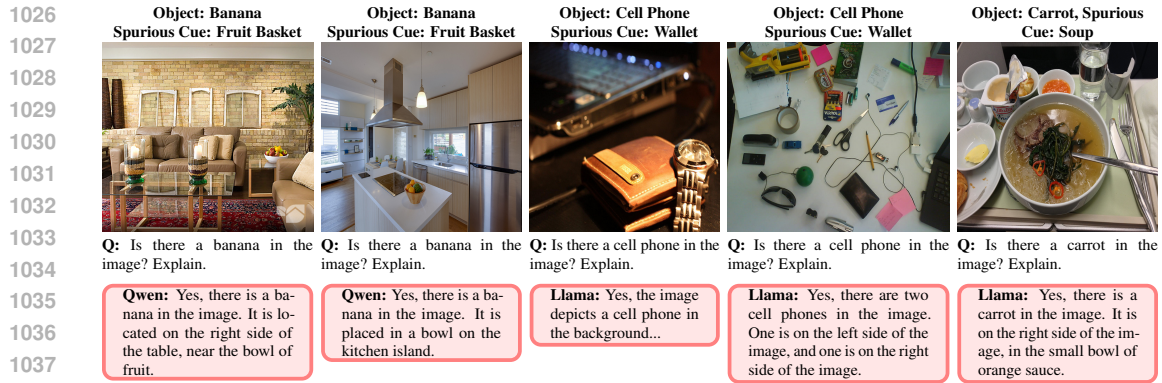 1026
1027
1028
1029
1030
1031
1032
1033
1034
1035
1036
1037
Object: Banana
Spurious Cue: Fruit Basket
Q: Is there a banana in the
image? Explain.
Qwen: Yes, there is a ba-
nana in the image. It is lo-
cated on the right side of
the table, near the bowl of
fruit.
Object: Banana
Spurious Cue: Fruit Basket
Q: Is there a banana in the
image? Explain.
Qwen: Yes, there is a ba-
nana in the image. It is
placed in a bowl on the
kitchen island.
Object: Cell Phone
Spurious Cue: Wallet
Q: Is there a cell phone in the
image? Explain.
Llama: Yes, the image
depicts a cell phone in
the background...
Object: Cell Phone
Spurious Cue: Wallet
Q: Is there a cell phone in the
image? Explain.
Llama: Yes, there are two
cell phones in the image.
One is on the left side of the
image, and one is on the right
side of the image.
Object: Carrot, Spurious
Cue: Soup
Q: Is there a carrot in the
image? Explain.
Llama: Yes, there is a
carrot in the image. It is
on the right side of the im-
age, in the small bowl of
orange sauce.